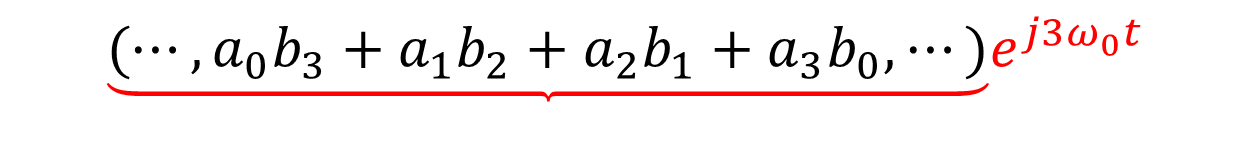 (⋯, a₀b₃ + a₁b₂ + a₂b₁ + a₃b₀, ⋯)e^{j3ω₀t}